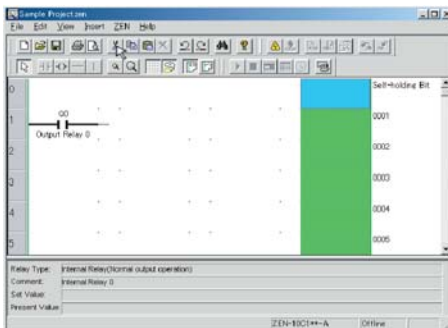 Sample Project.zen
File Edit View Insert ZEN Help
0 Self-holding Bit
1 Q0 0001
Output Relay 0
2 0002
3 0003
4 0004
5 0005
Relay Type: Internal Relay(Normal output operation)
Comment: Internal Relay 0
Set Value:
Present Value:
ZEN-10C1**-A Offline